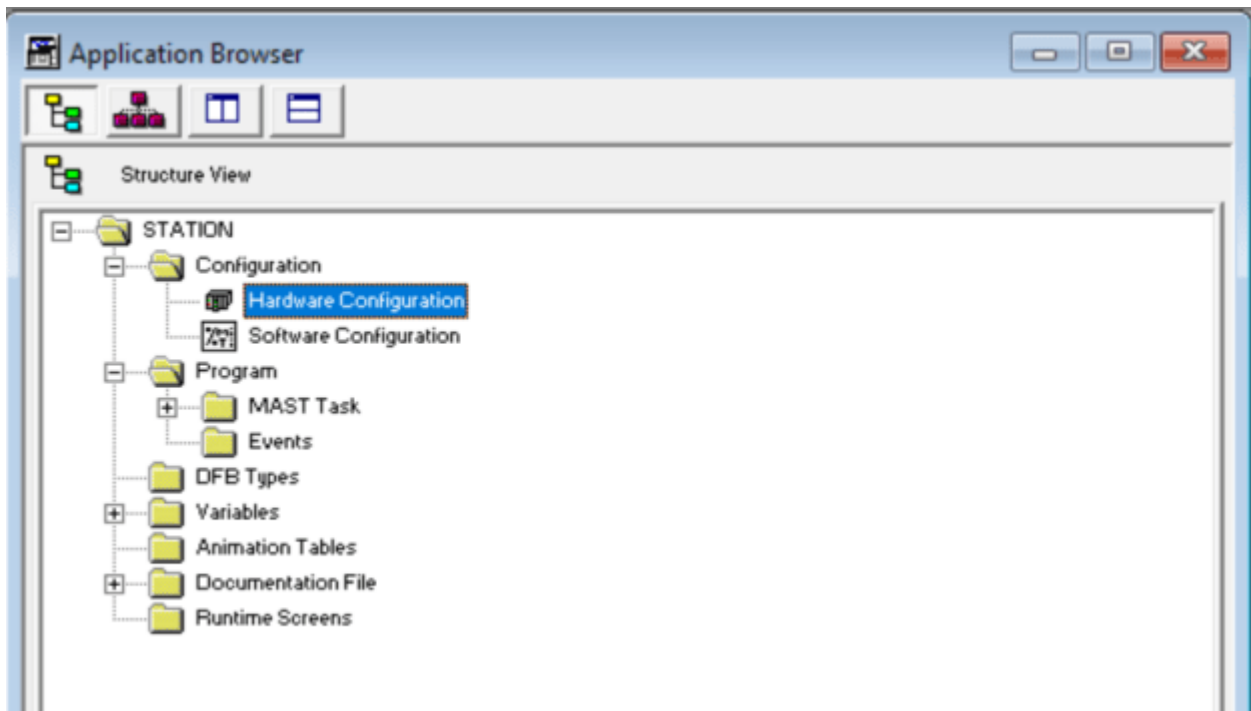 Application Browser
Structure View
STATION
Configuration
Hardware Configuration
Software Configuration
Program
MAST Task
Events
DFB Types
Variables
Animation Tables
Documentation File
Runtime Screens